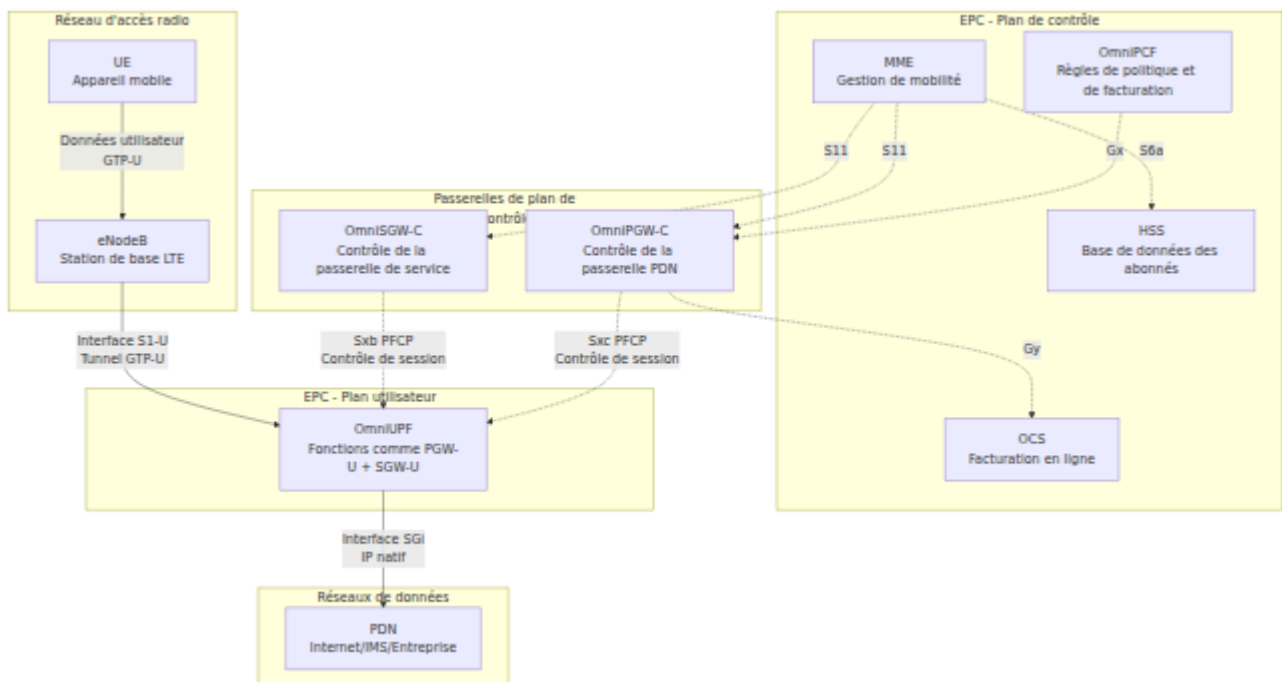 Réseau d'accès radio
UE
Appareil mobile
Données utilisateur
GTP-U
eNodeB
Station de base LTE
Interface S1-U
Tunnel GTP-U
EPC - Plan de contrôle
MME
Gestion de mobilité
OmniPCF
Règles de politique et
de facturation
S11
S11
Gx
S6a
HSS
Base de données des
abonnés
Gy
OCS
Facturation en ligne
Passerelles de plan de
contrôle
OmniSGW-C
Contrôle de la
passerelle de service
OmniPGW-C
Contrôle de la
passerelle PDN
Sxb PFCP
Contrôle de session
Sxc PFCP
Contrôle de session
EPC - Plan utilisateur
OmniUPF
Fonctions comme PGW-
U + SGW-U
Interface SGi
IP natif
Réseaux de données
PDN
Internet/IMS/Entreprise